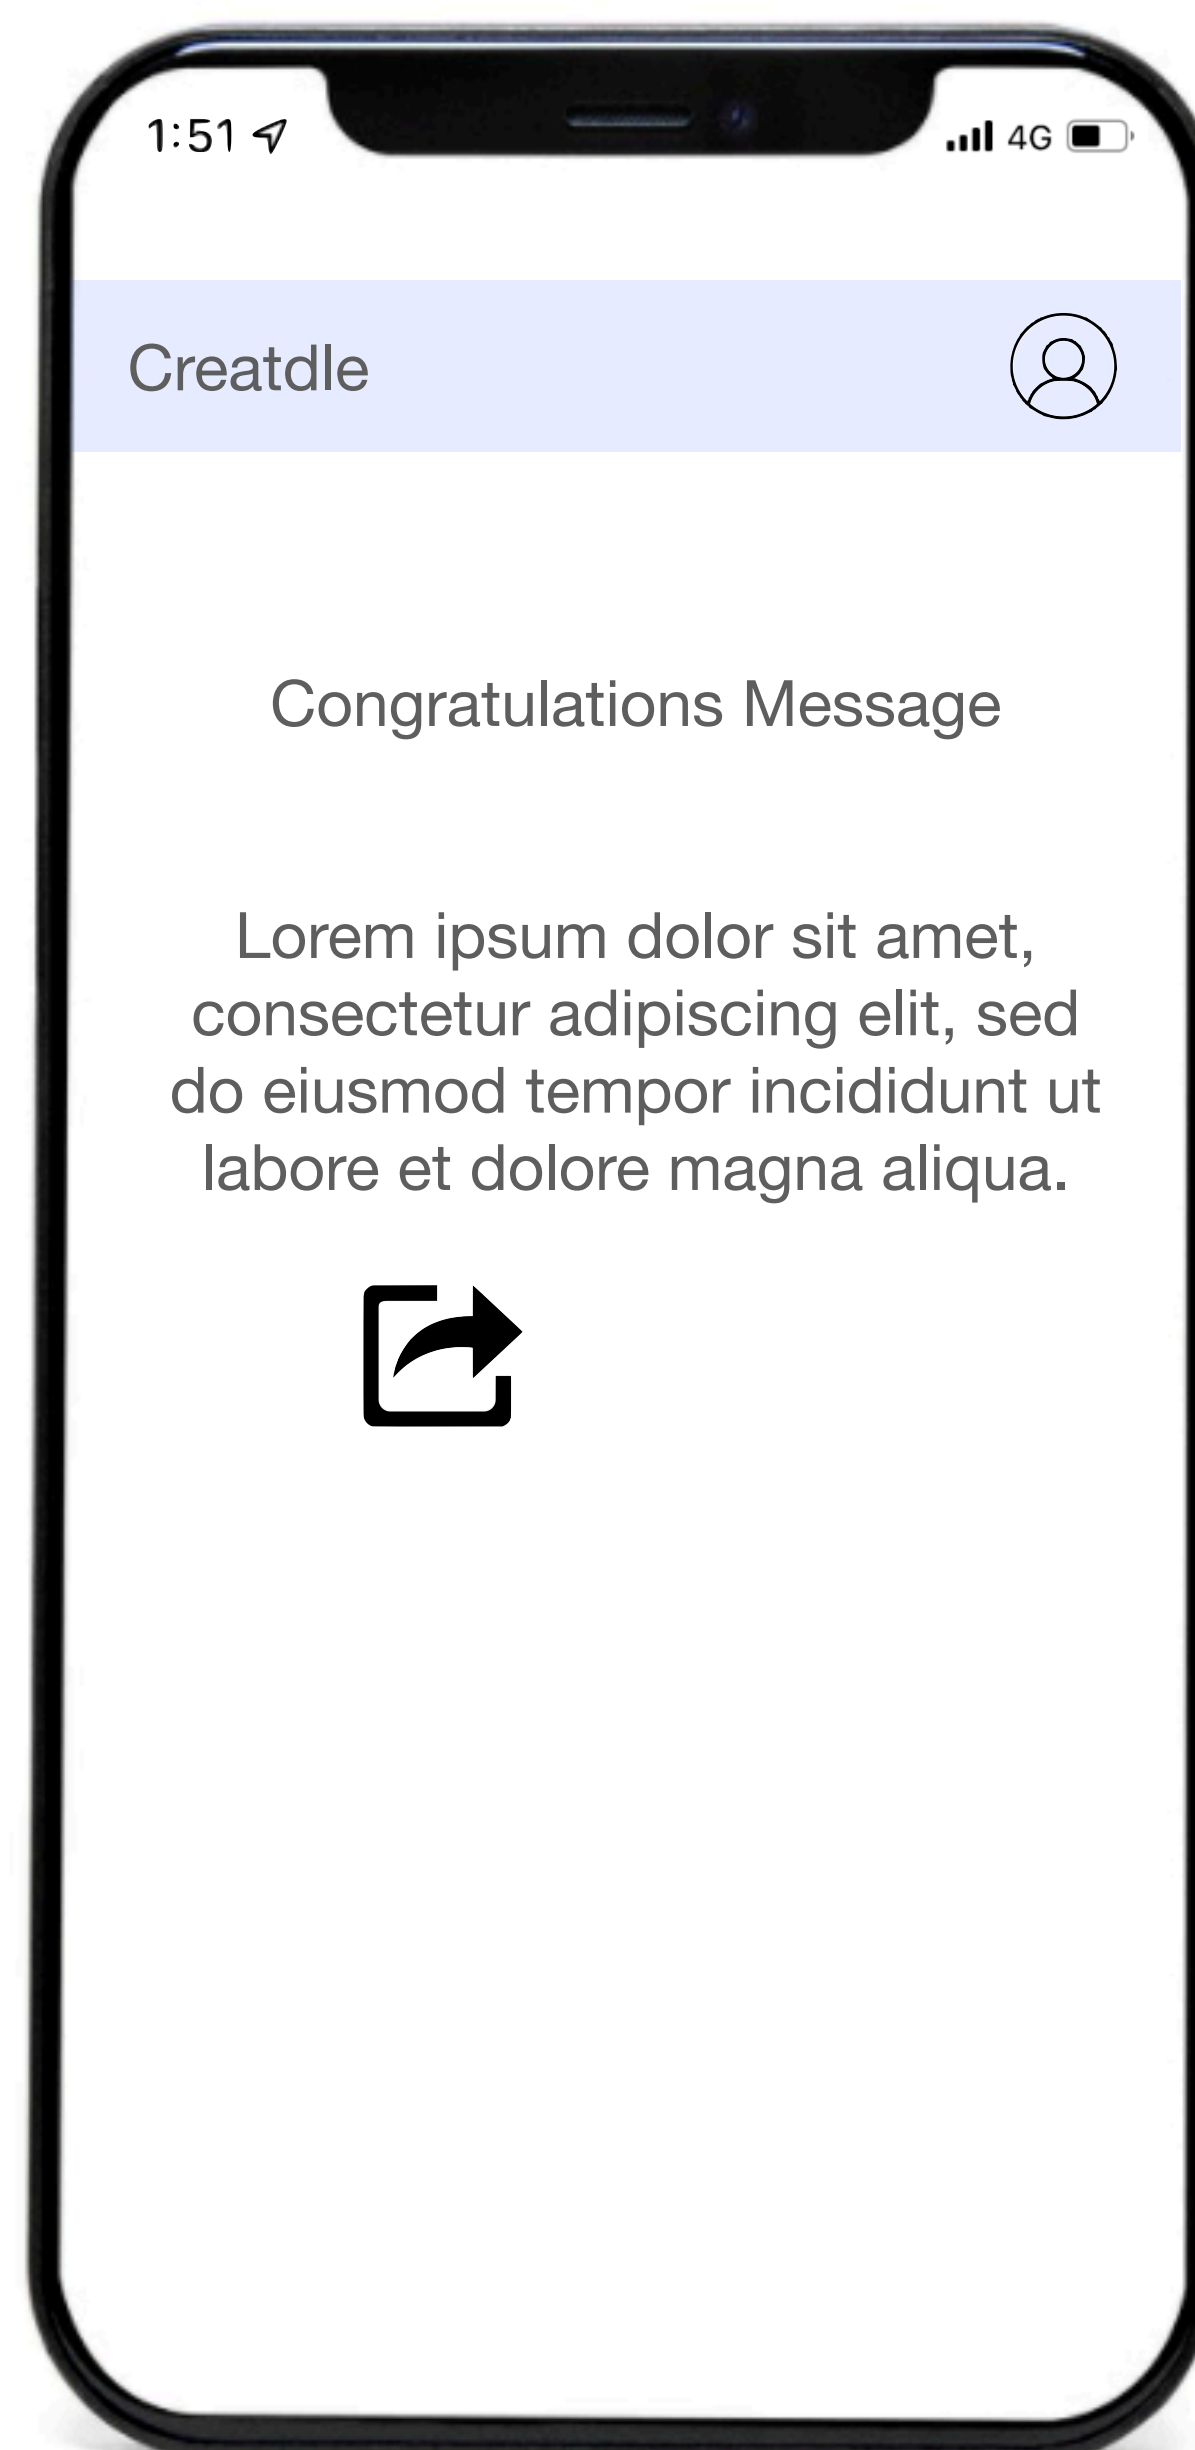 1:51
4G
Creatdle
Congratulations Message
Lorem ipsum dolor sit amet,
consectetur adipiscing elit, sed
do eiusmod tempor incididunt ut
labore et dolore magna aliqua.